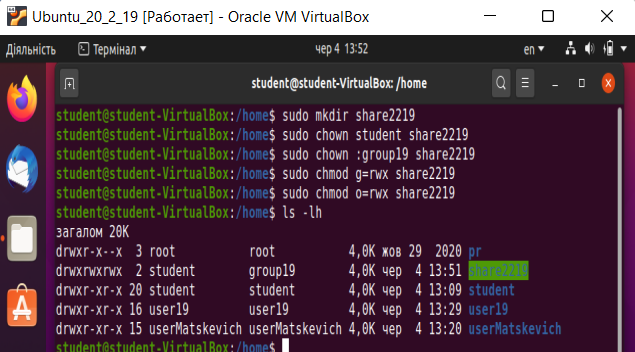 Ubuntu_20_2_19 [Работает] - Oracle VM VirtualBox
Діяльність Термінал чер 4 13:52 en
student@student-VirtualBox: /home
student@student-VirtualBox:/home$ sudo mkdir share2219
student@student-VirtualBox:/home$ sudo chown student share2219
student@student-VirtualBox:/home$ sudo chown :group19 share2219
student@student-VirtualBox:/home$ sudo chmod g=rwx share2219
student@student-VirtualBox:/home$ sudo chmod o=rwx share2219
student@student-VirtualBox:/home$ ls -lh
загалом 20K
drwxr-x--x 3 root root 4,0K жов 29 2020 pr
drwxrwxrwx 2 student group19 4,0K чер 4 13:51 share2219
drwxr-xr-x 20 student student 4,0K чер 4 13:09 student
drwxr-xr-x 16 user19 user19 4,0K чер 4 13:29 user19
drwxr-xr-x 15 userMatskevich userMatskevich 4,0K чер 4 13:20 userMatskevich
student@student-VirtualBox:/home$